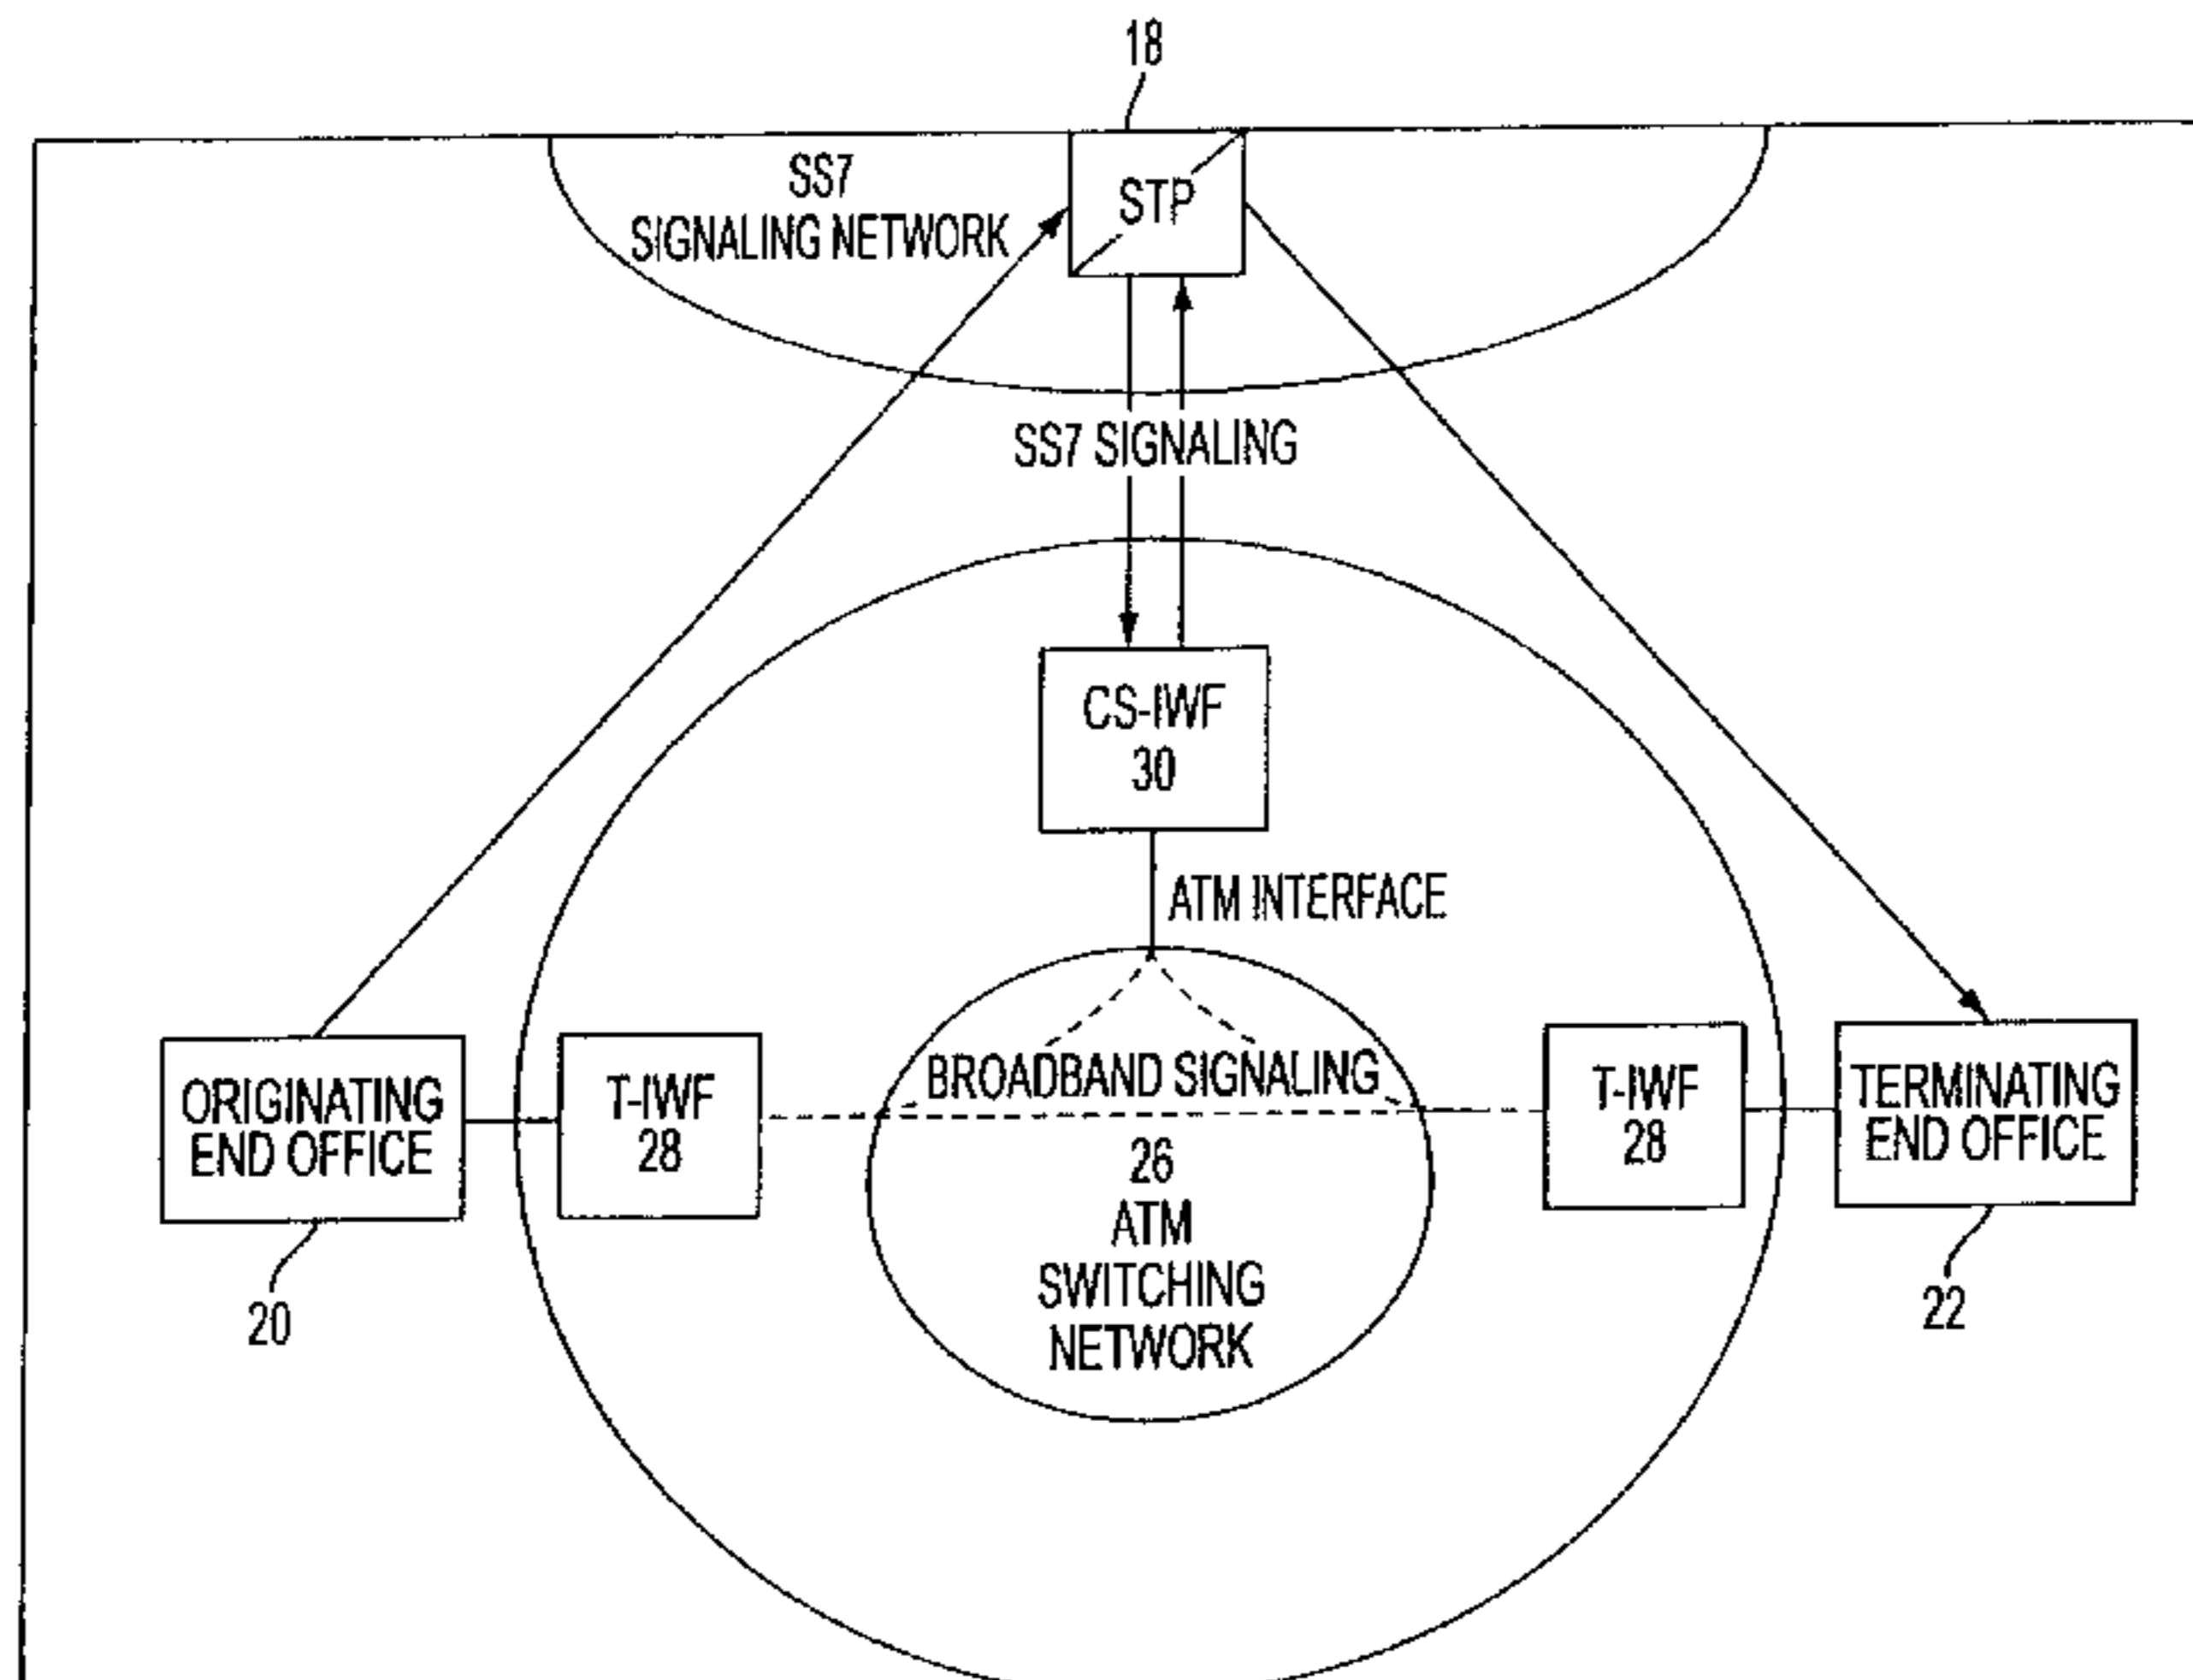 18
SS7
SIGNALING NETWORK
STP
SS7 SIGNALING
CS-IWF
30
ATM INTERFACE
ORIGINATING
END OFFICE
T-IWF
28
BROADBAND SIGNALING
26
ATM
SWITCHING
NETWORK
T-IWF
28
TERMINATING
END OFFICE
20
22